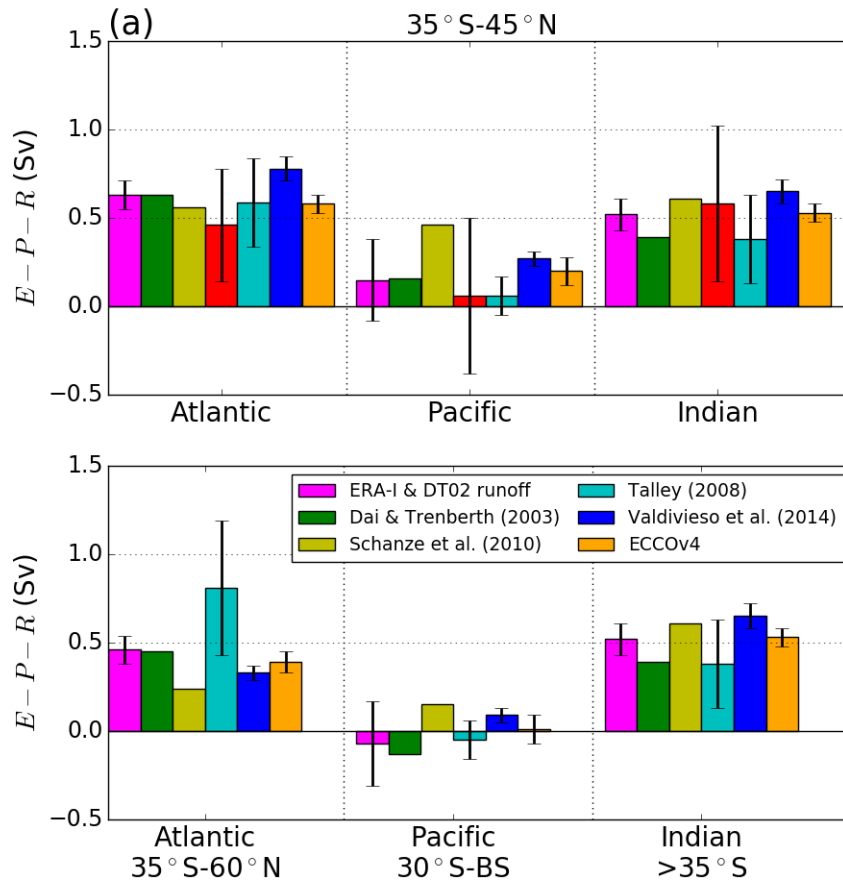 (a)
35°S-45°N
1.5
1.0
0.5
0.0
−0.5
E − P − R (Sv)
Atlantic Pacific Indian
1.5
1.0
0.5
0.0
−0.5
E − P − R (Sv)
ERA-I & DT02 runoff
Dai & Trenberth (2003)
Schanze et al. (2010)
Talley (2008)
Valdivieso et al. (2014)
ECCOv4
Atlantic Pacific Indian
35°S-60°N 30°S-BS >35°S